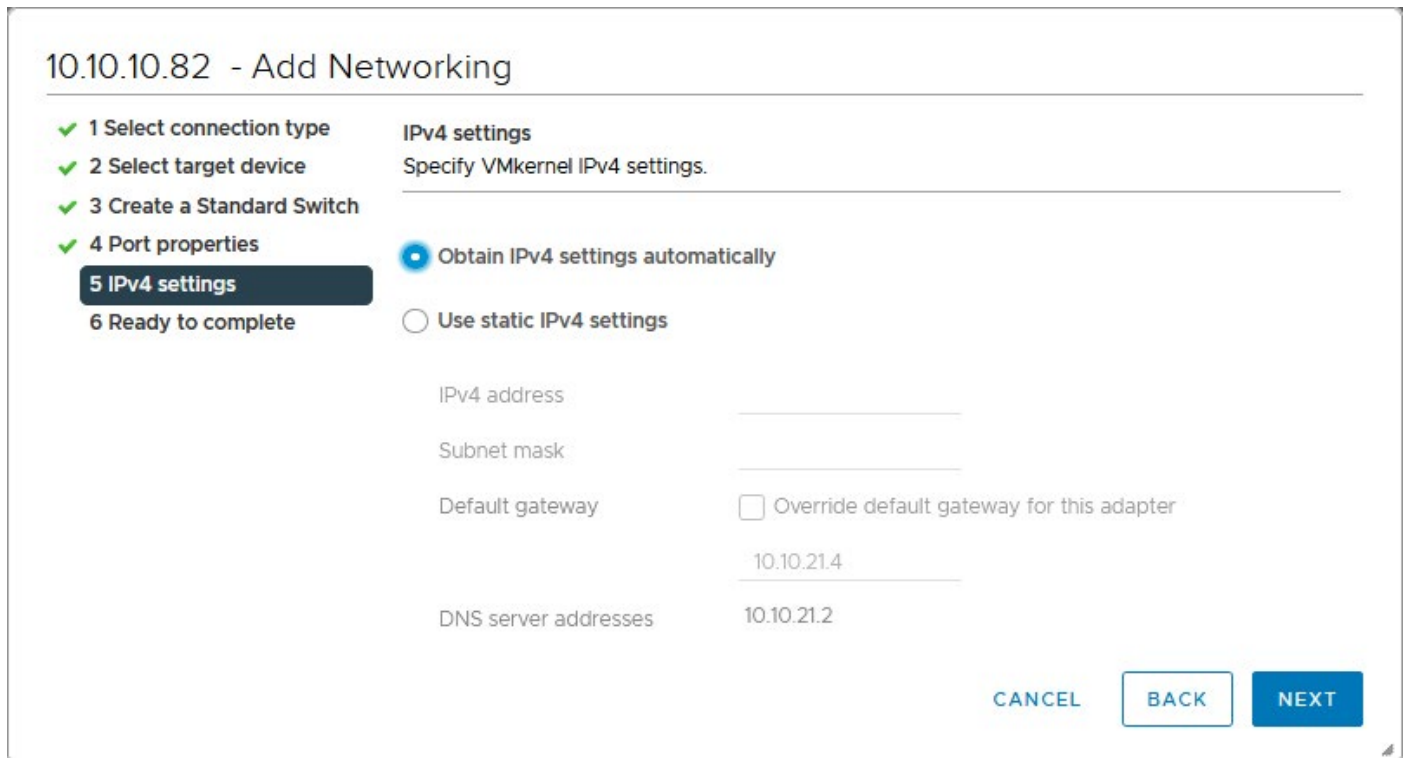 10.10.10.82 - Add Networking
1 Select connection type
2 Select target device
3 Create a Standard Switch
4 Port properties
5 IPv4 settings
6 Ready to complete
IPv4 settings
Specify VMkernel IPv4 settings.
Obtain IPv4 settings automatically
Use static IPv4 settings
IPv4 address
Subnet mask
Default gateway
Override default gateway for this adapter
10.10.21.4
DNS server addresses
10.10.21.2
CANCEL
BACK
NEXT